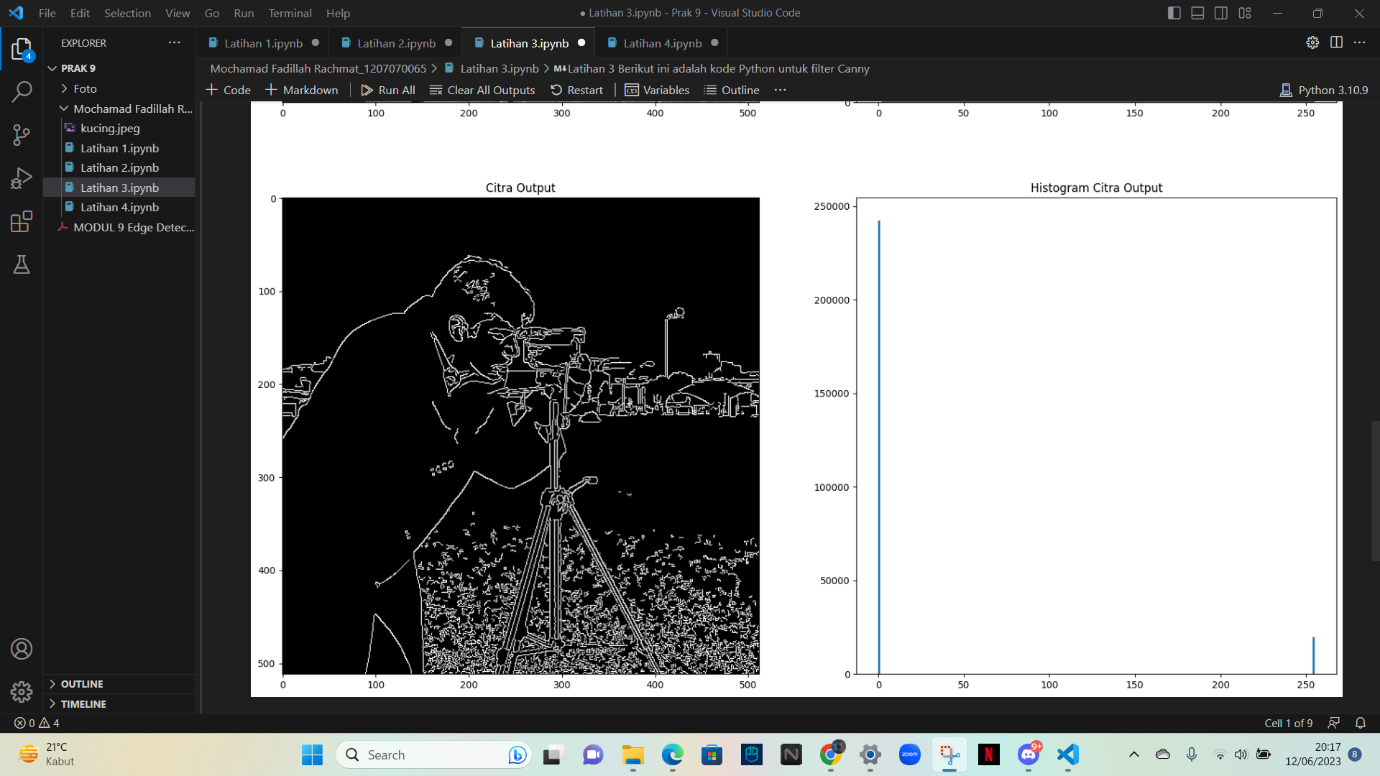 File Edit Selection View Go Run Terminal Help
● Latihan 3.ipynb - Prak 9 - Visual Studio Code
EXPLORER
Latihan 1.ipynb Latihan 2.ipynb Latihan 3.ipynb Latihan 4.ipynb
4
PRAK 9
Mochamad Fadillah Rachmat_1207070065 > Latihan 3.ipynb > M↓Latihan 3 Berikut ini adalah kode Python untuk filter Canny
Foto
+ Code + Markdown Run All Clear All Outputs Restart Variables Outline ... Python 3.10.9
Mochamad Fadillah R...
kucing.jpeg
Latihan 1.ipynb
Latihan 2.ipynb
Latihan 3.ipynb
Latihan 4.ipynb
MODUL 9 Edge Detec...
0
0 100 200 300 400 500
0 50 100 150 200 250
Citra Output
0
100
200
300
400
500
0 100 200 300 400 500
Histogram Citra Output
250000
200000
150000
100000
50000
0
0 50 100 150 200 250
OUTLINE
TIMELINE
0 4
Cell 1 of 9
21°C
Kabut
Search
zoom
N
N
9+
20:17
12/06/2023
8